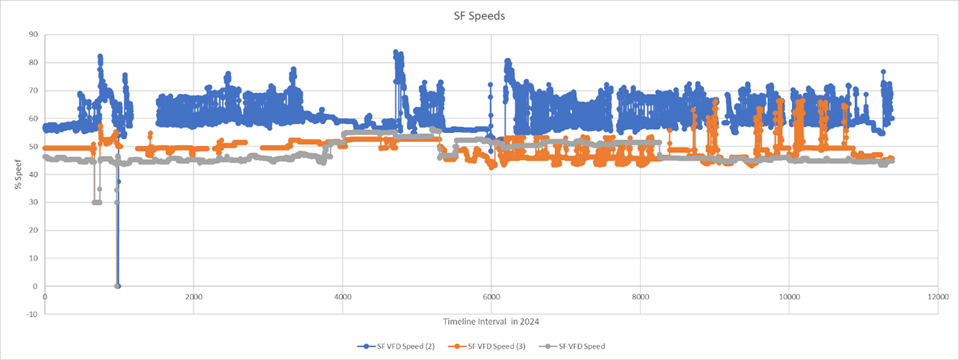 SF Speeds
90
80
70
60
50
40
30
20
10
0
-10
% Speef
0 2000 4000 6000 8000 10000 12000
Timeline Interval in 2024
SF VFD Speed (2) SF VFD Speed (3) SF VFD Speed